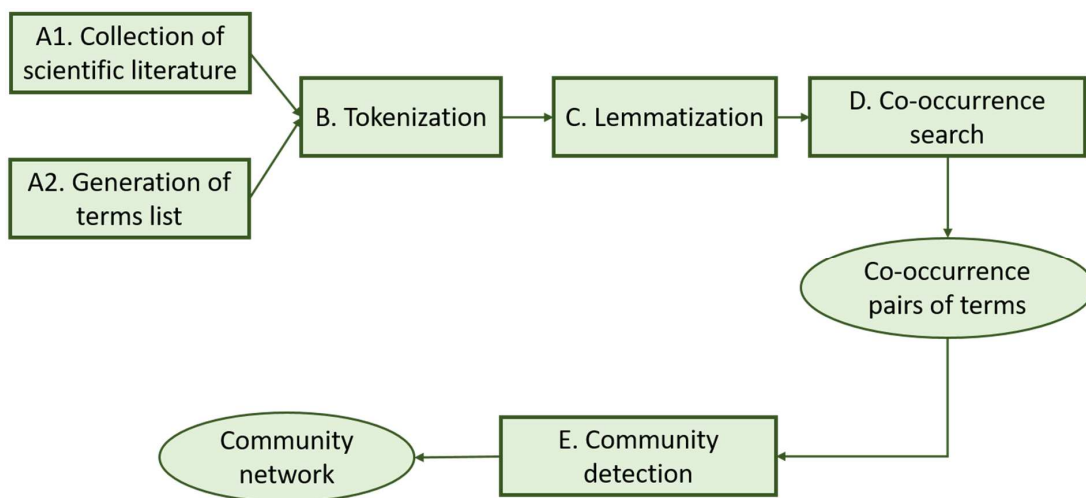 A1. Collection of
scientific literature
A2. Generation of
terms list
B. Tokenization
C. Lemmatization
D. Co-occurrence
search
Co-occurrence
pairs of terms
E. Community
detection
Community
network